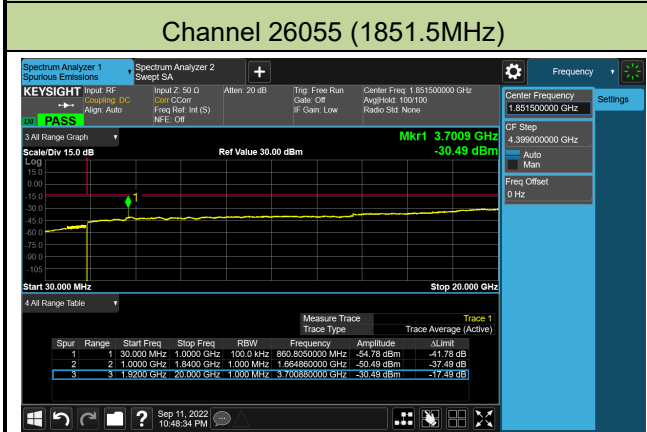 Channel 26055 (1851.5MHz)
Spectrum Analyzer 1
Spurious Emissions
Spectrum Analyzer 2
Swept SA
Frequency
KEYSIGHT
Input: RF
Coupling: DC
Align: Auto
Input Z: 50 Ω
Corr CCorr
Freq Ref: Int (S)
NFE: Off
Atten: 20 dB
Trig: Free Run
Gate: Off
IF Gain: Low
Center Freq: 1.851500000 GHz
Avg|Hold: 100/100
Radio Std: None
LXI PASS
Center Frequency
1.851500000 GHz
Settings
CF Step
4.399000000 GHz
Auto
Man
Freq Offset
0 Hz
3 All Range Graph
Mkr1 3.7009 GHz
Scale/Div 15.0 dB
Ref Value 30.00 dBm
-30.49 dBm
Log
15.0
0.00
-15.0
-30.0
-45.0
-60.0
-75.0
-90.0
-105
1
Start 30.000 MHz
Stop 20.000 GHz
4 All Range Table
Measure Trace Trace 1
Trace Type Trace Average (Active)
Spur Range Start Freq Stop Freq RBW Frequency Amplitude ΔLimit
1 1 30.000 MHz 1.0000 GHz 100.0 kHz 860.8050000 MHz -54.78 dBm -41.78 dB
2 2 1.0000 GHz 1.8400 GHz 1.000 MHz 1.664860000 GHz -50.49 dBm -37.49 dB
3 3 1.9200 GHz 20.000 GHz 1.000 MHz 3.700880000 GHz -30.49 dBm -17.49 dB
?
Sep 11, 2022
10:48:34 PM